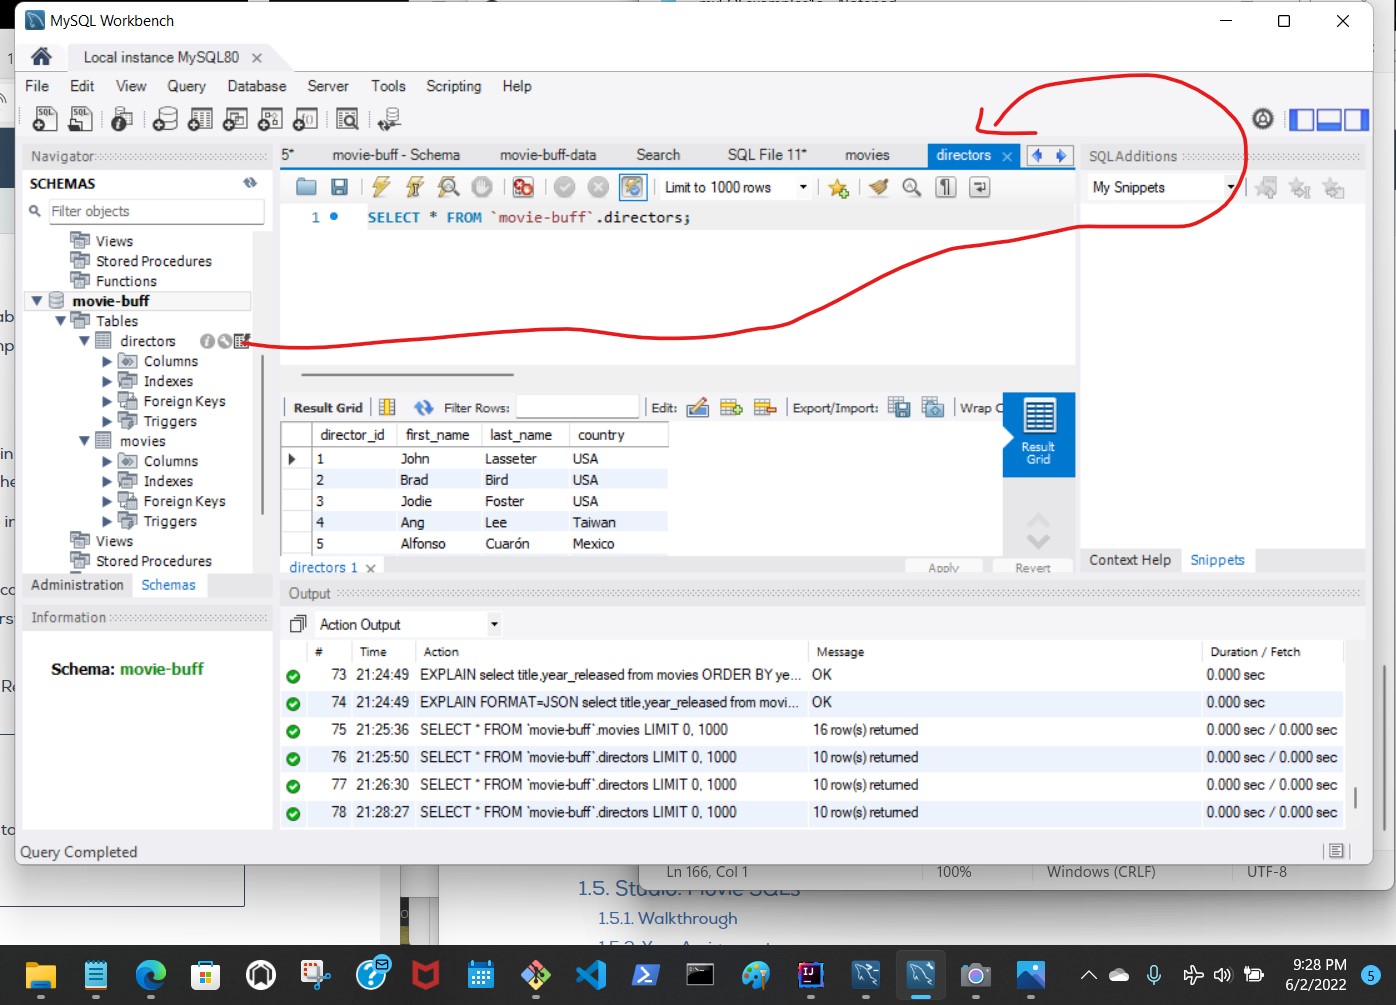 MySQL Workbench
Local instance MySQL80
File Edit View Query Database Server Tools Scripting Help
Navigator
5* movie-buff - Schema movie-buff-data Search SQL File 11* movies directors
SQLAdditions
SCHEMAS
Limit to 1000 rows
My Snippets
Filter objects
1 SELECT * FROM `movie-buff`.directors;
Views
Stored Procedures
Functions
movie-buff
Tables
directors
Columns
Indexes
Foreign Keys
Triggers
movies
Columns
Indexes
Foreign Keys
Triggers
Views
Stored Procedures
Administration Schemas
Information
Schema: movie-buff
Result Grid Filter Rows: Edit: Export/Import: Wrap C
director_id first_name last_name country
1 John Lasseter USA
2 Brad Bird USA
3 Jodie Foster USA
4 Ang Lee Taiwan
5 Alfonso Cuarón Mexico
Result
Grid
directors 1 Apply Revert
Context Help Snippets
Output
Action Output
# Time Action Message Duration / Fetch
73 21:24:49 EXPLAIN select title,year_released from movies ORDER BY ye... OK 0.000 sec
74 21:24:49 EXPLAIN FORMAT=JSON select title,year_released from movi... OK 0.000 sec
75 21:25:36 SELECT * FROM `movie-buff`.movies LIMIT 0, 1000 16 row(s) returned 0.000 sec / 0.000 sec
76 21:25:50 SELECT * FROM `movie-buff`.directors LIMIT 0, 1000 10 row(s) returned 0.000 sec / 0.000 sec
77 21:26:30 SELECT * FROM `movie-buff`.directors LIMIT 0, 1000 10 row(s) returned 0.000 sec / 0.000 sec
78 21:28:27 SELECT * FROM `movie-buff`.directors LIMIT 0, 1000 10 row(s) returned 0.000 sec / 0.000 sec
Query Completed
Ln 166, Col 1 100% Windows (CRLF) UTF-8
1.5. Studio: Movie SQLs
1.5.1. Walkthrough
9:28 PM
6/2/2022
5